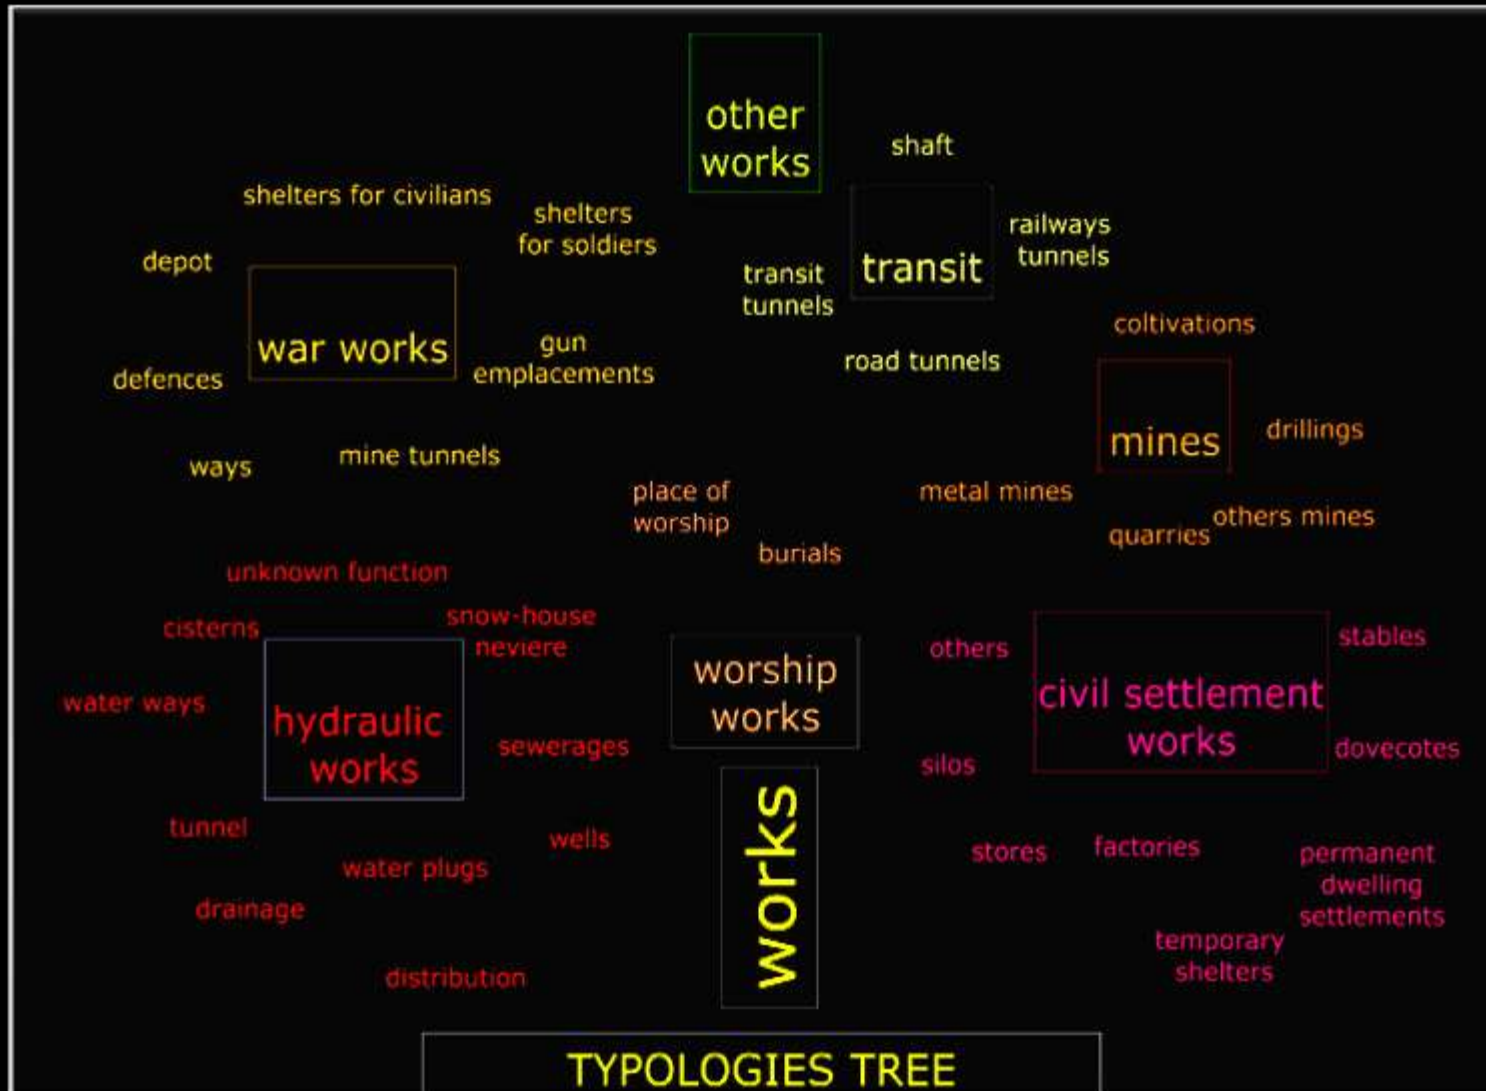 other
works
shaft
shelters for civilians
shelters
for soldiers
railways
tunnels
depot
transit
transit
tunnels
coltivations
war works
gun
emplacements
road tunnels
defences
mines
drillings
ways
mine tunnels
place of
worship
metal mines
others mines
quarries
burials
unknown function
cisterns
snow-house
neviere
others
stables
worship
works
civil settlement
works
water ways
hydraulic
works
sewerages
silos
dovecotes
works
tunnel
wells
water plugs
stores
factories
permanent
dwelling
settlements
drainage
temporary
shelters
distribution
TYPOLOGIES TREE